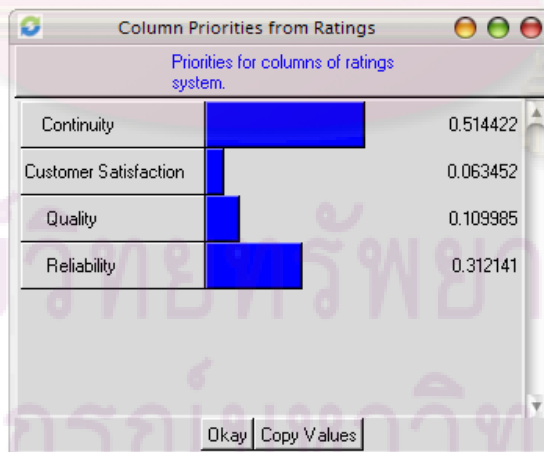 Column Priorities from Ratings
Priorities for columns of ratings
system.
Continuity 0.514422
Customer Satisfaction 0.063452
Quality 0.109985
Reliability 0.312141
Okay Copy Values